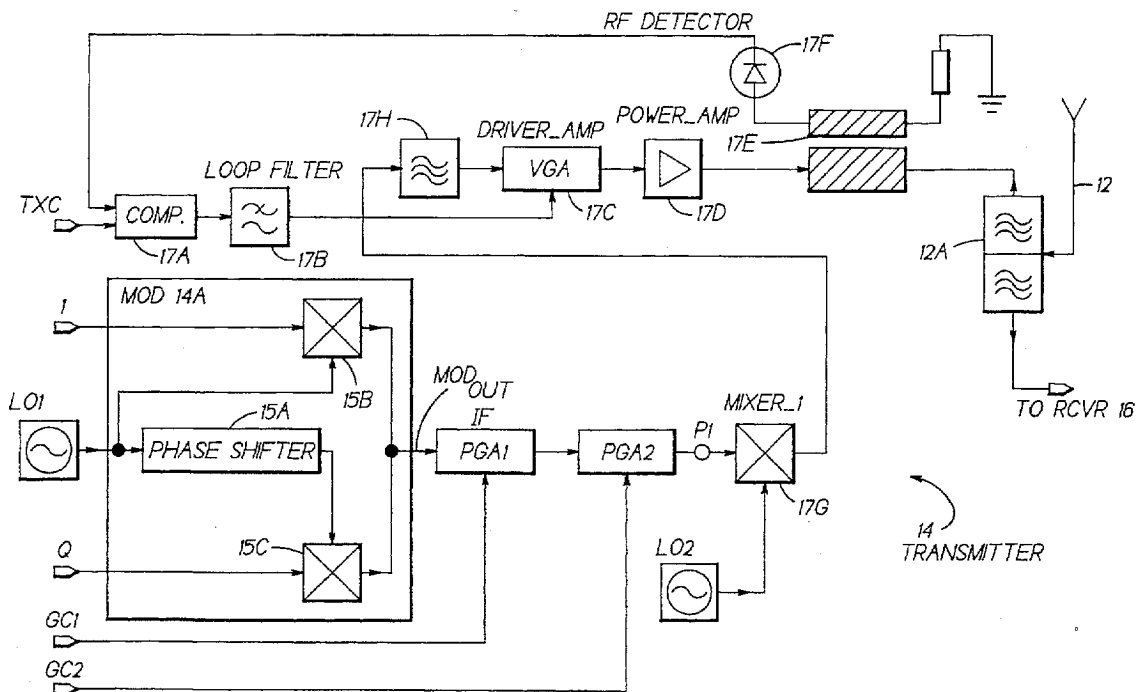 RF DETECTOR
17F
17H
DRIVER_AMP
POWER_AMP
17E
LOOP FILTER
VGA
TXC
COMP.
17C
17D
12
12A
17A
17B
MOD 14A
I
15B
MOD OUT
IF
MIXER_1
TO RCVR 16
LO1
15A
PHASE SHIFTER
PGA1
PGA2
P1
17G
15C
Q
LO2
14
TRANSMITTER
GC1
GC2